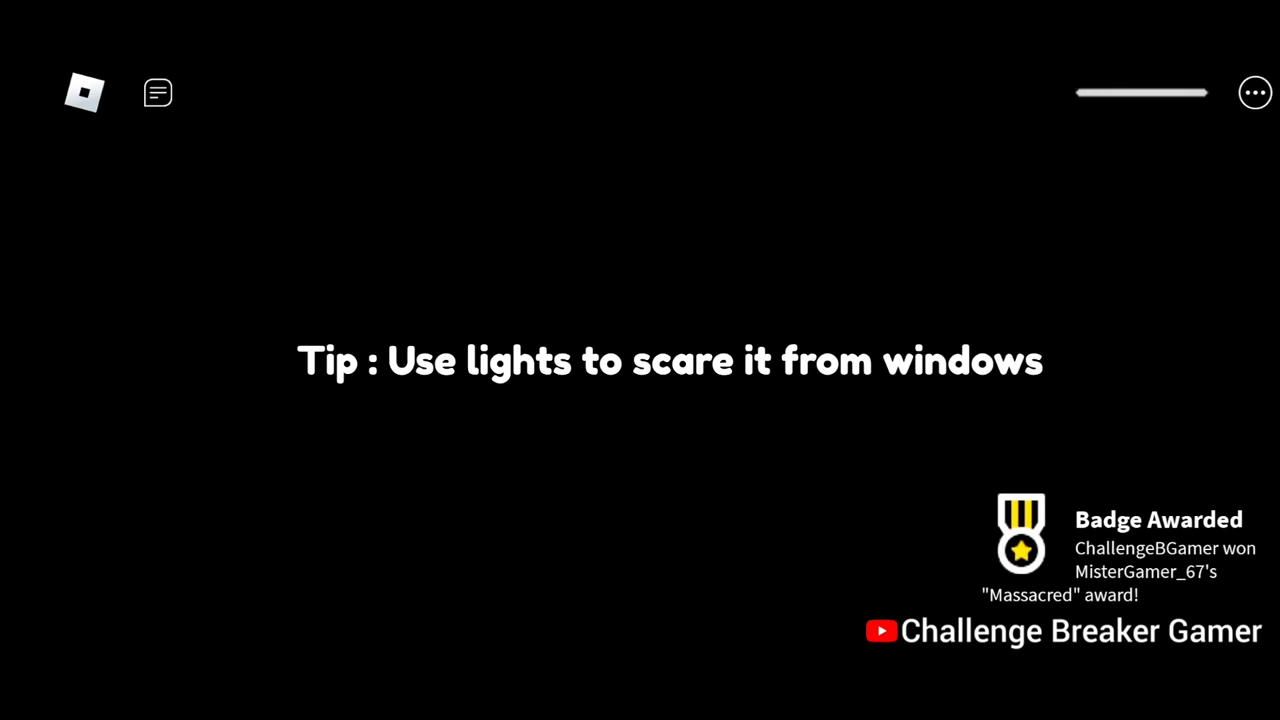 Tip : Use lights to scare it from windows
Badge Awarded
ChallengeBGamer won
MisterGamer_67's
"Massacred" award!
Challenge Breaker Gamer